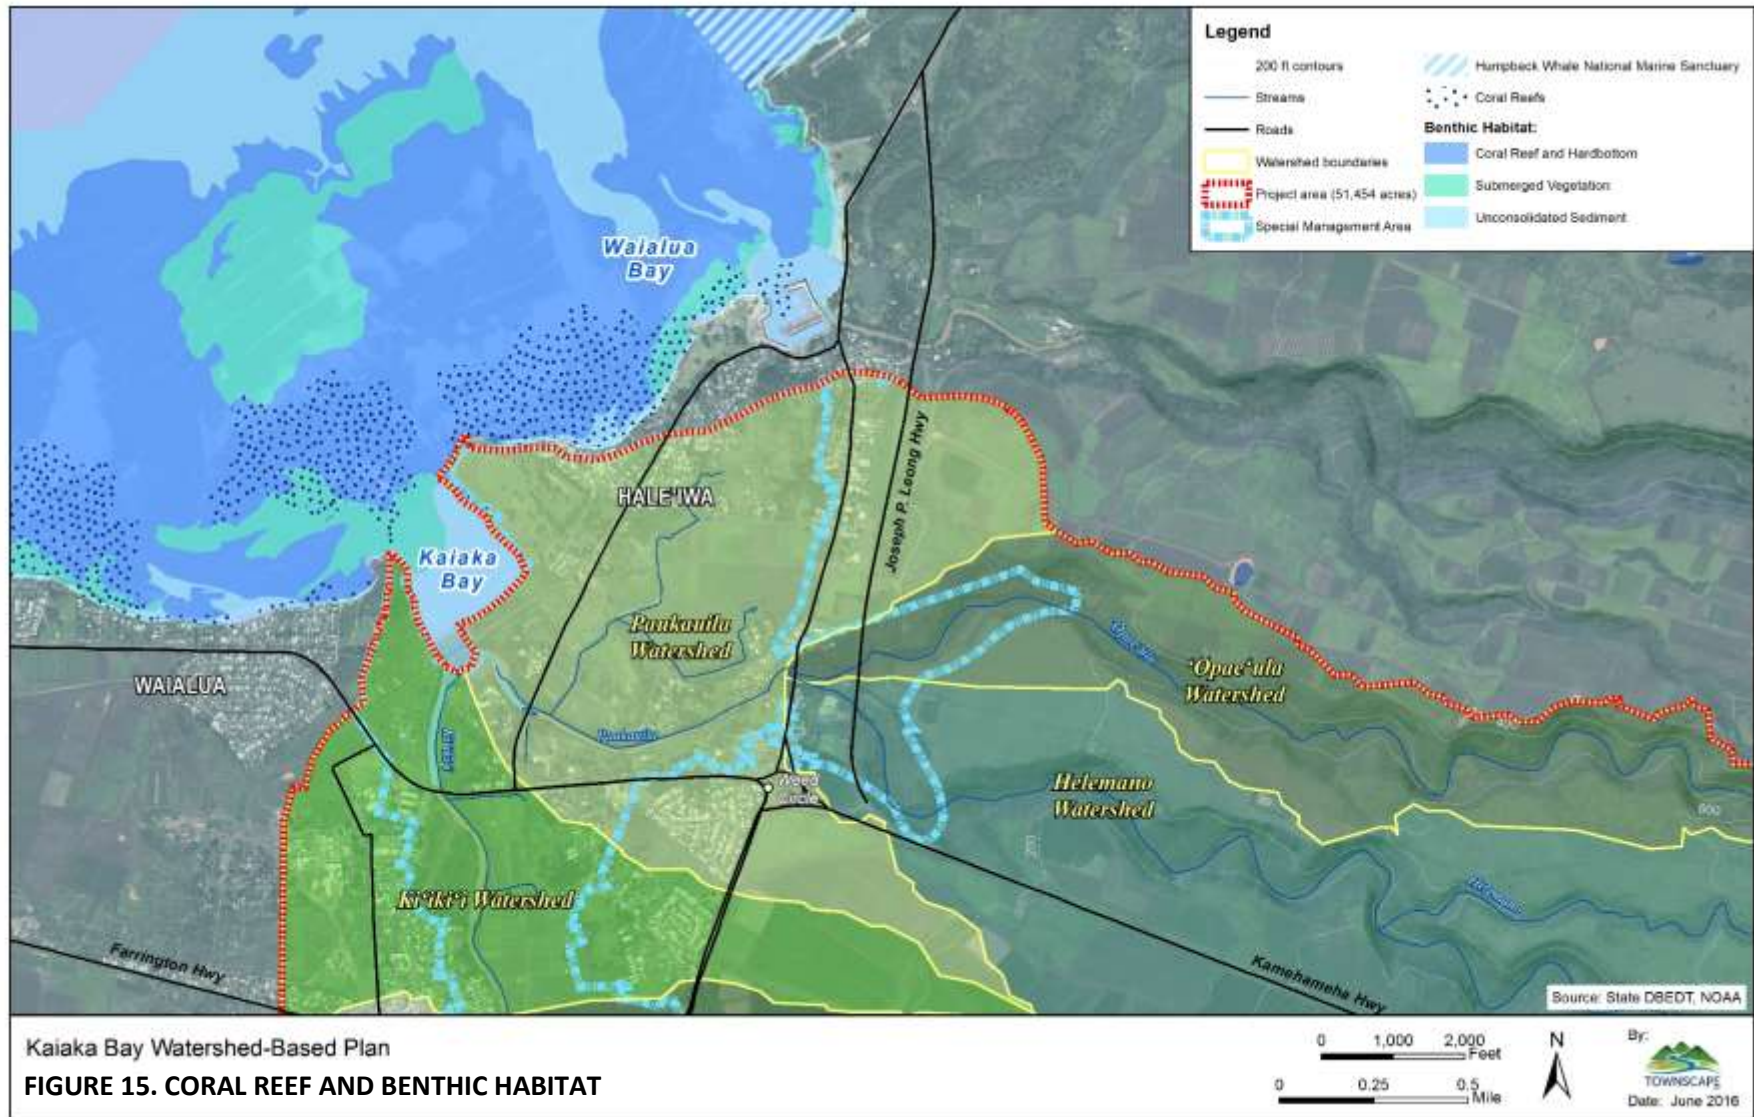 Legend
200 ft contours
Streams
Roads
Watershed boundaries
Project area (51,454 acres)
Special Management Area
Humpback Whale National Marine Sanctuary
Coral Reefs
Benthic Habitat:
Coral Reef and Hardbottom
Submerged Vegetation
Unconsolidated Sediment
Waialua
Bay
Joseph P. Leong Hwy
HALE'IWA
Kaiaka
Bay
Paukauila
Watershed
WAIALUA
'Opae'ula
Watershed
Paukauila
Helemano
Watershed
Weed
Circle
200
600
Ki'iki'i Watershed
Farrington Hwy
Kamehameha Hwy
Source: State DBEDT, NOAA
Kaiaka Bay Watershed-Based Plan
FIGURE 15. CORAL REEF AND BENTHIC HABITAT
0 1,000 2,000
Feet
0 0.25 0.5
Mile
N
By:
TOWNSCAPE
Date: June 2016